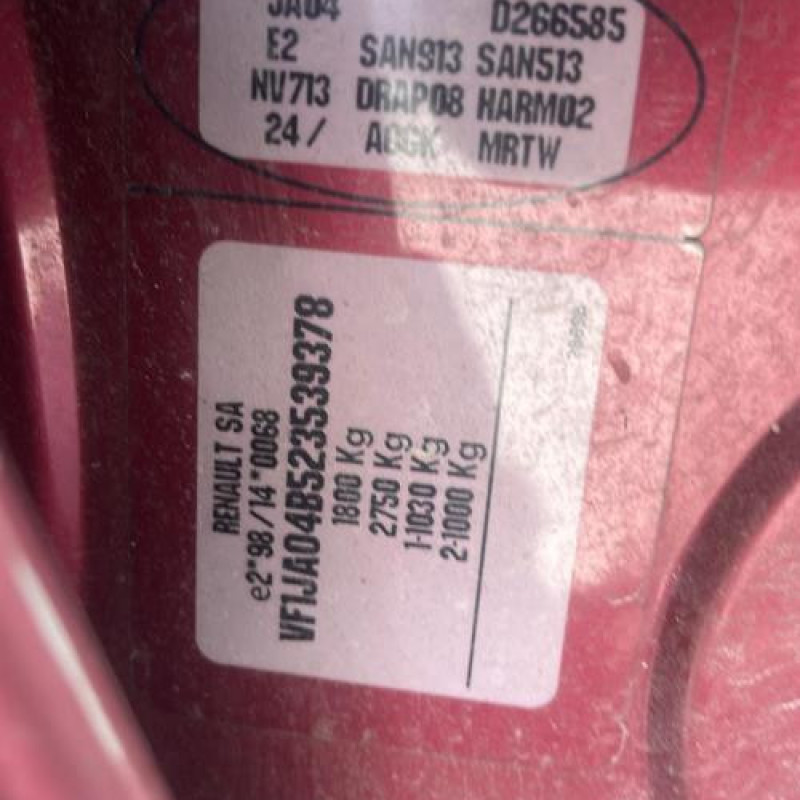 JA04 D266585
E2 SAN913 SAN513
NV713 DRAP08 HARM02
24/ ACGK MRTW
RENAULT SA
e2*98/14*0068
VF1JA04B523539378
1800 Kg
2750 Kg
1-1030 Kg
2-1000 Kg